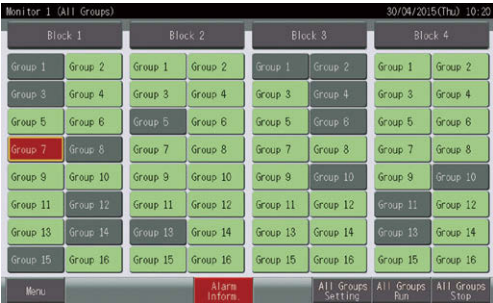 Monitor 1 (All Groups) 30/04/2015(Thu) 10:20
Block 1 Block 2 Block 3 Block 4
Group 1 Group 2 Group 1 Group 2 Group 1 Group 2 Group 1 Group 2
Group 3 Group 4 Group 3 Group 4 Group 3 Group 4 Group 3 Group 4
Group 5 Group 6 Group 5 Group 6 Group 5 Group 6 Group 5 Group 6
Group 7 Group 8 Group 7 Group 8 Group 7 Group 8 Group 7 Group 8
Group 9 Group 10 Group 9 Group 10 Group 9 Group 10 Group 9 Group 10
Group 11 Group 12 Group 11 Group 12 Group 11 Group 12 Group 11 Group 12
Group 13 Group 14 Group 13 Group 14 Group 13 Group 14 Group 13 Group 14
Group 15 Group 16 Group 15 Group 16 Group 15 Group 16 Group 15 Group 16
Menu Alarm All Groups All Groups All Groups
Inform. Setting Run Stop